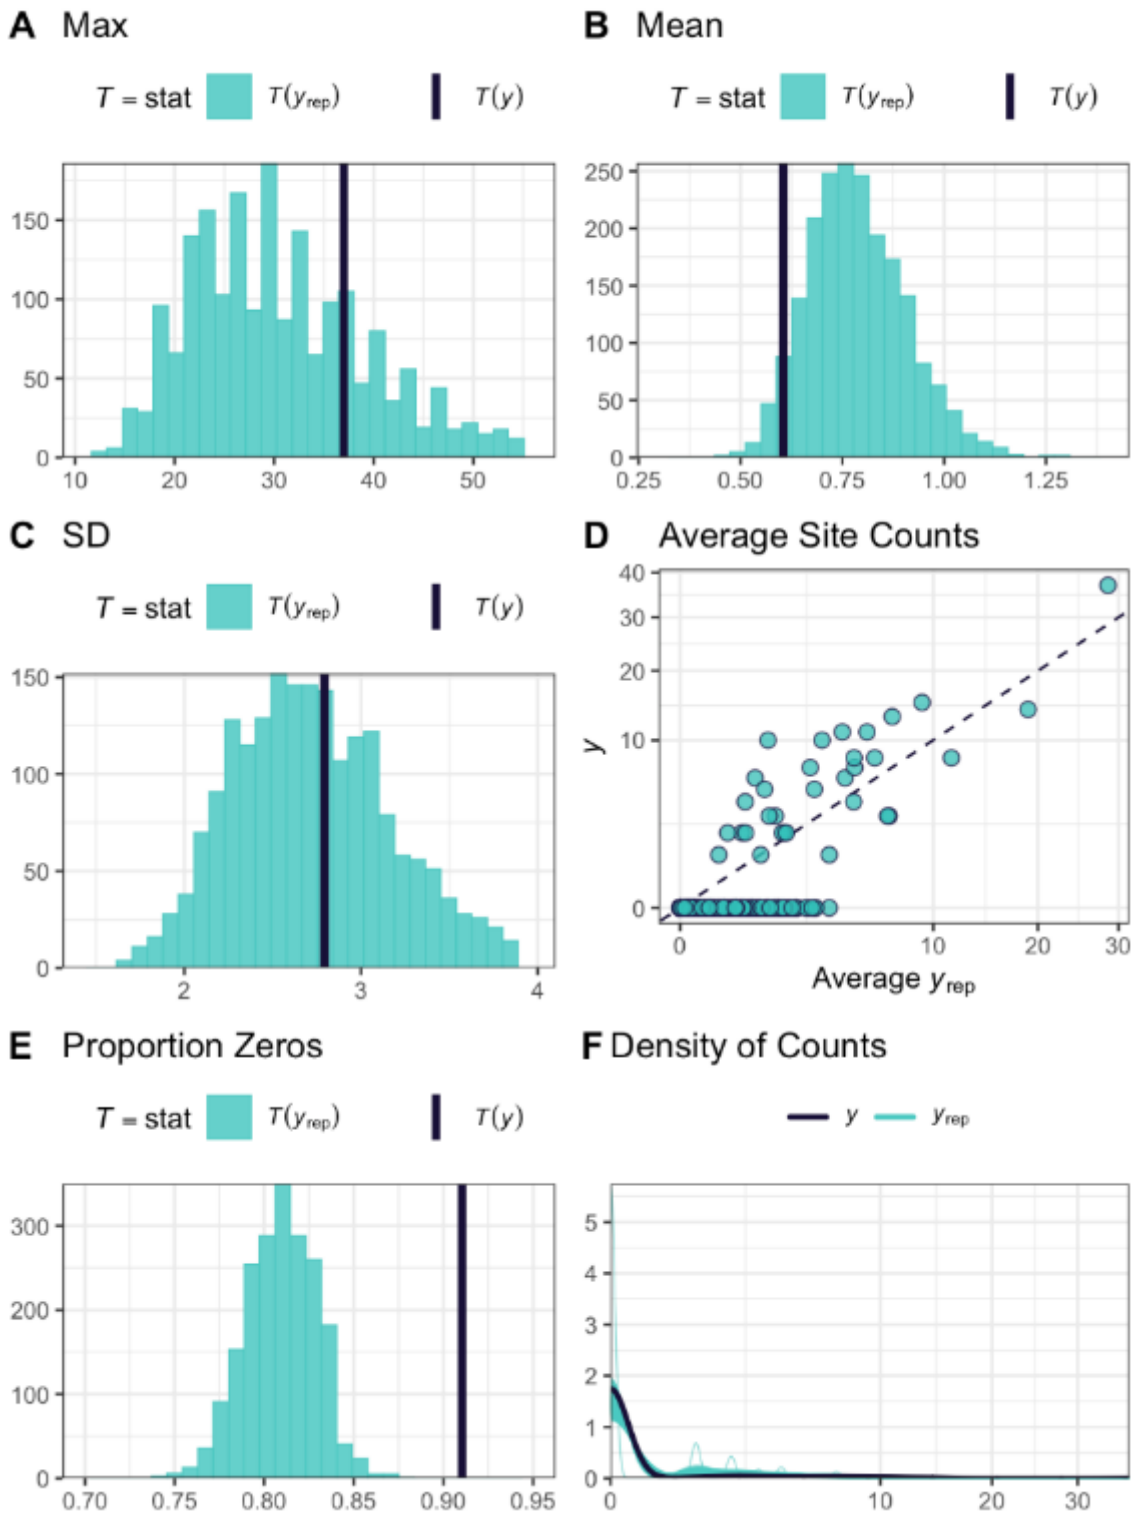 A Max
B Mean
T = stat T(yrep) T(y)
T = stat T(yrep) T(y)
150
100
50
0
10 20 30 40 50
250
200
150
100
50
0
0.25 0.50 0.75 1.00 1.25
C SD
D Average Site Counts
T = stat T(yrep) T(y)
150
100
50
0
2 3 4
40
30
20
10
0
y
0 10 20 30
Average yrep
E Proportion Zeros
F Density of Counts
T = stat T(yrep) T(y)
y yrep
300
200
100
0
0.70 0.75 0.80 0.85 0.90 0.95
5
4
3
2
1
0
0 10 20 30